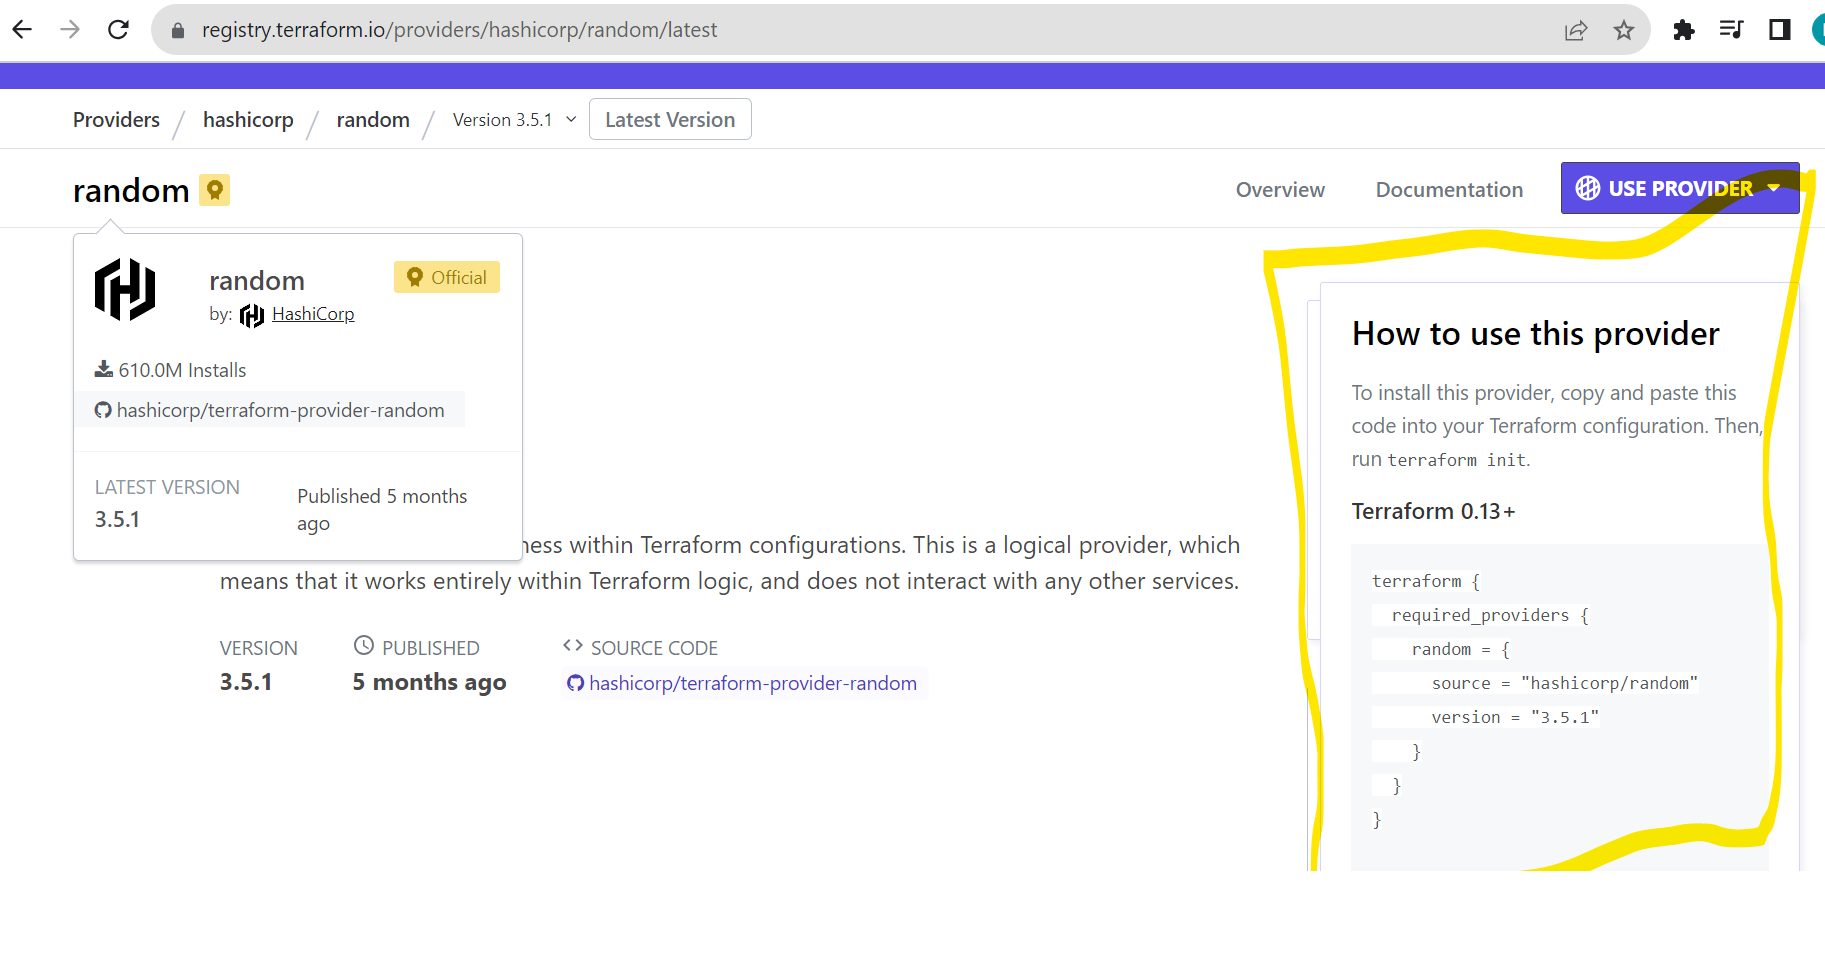 registry.terraform.io/providers/hashicorp/random/latest
Providers / hashicorp / random / Version 3.5.1 Latest Version
random
Overview Documentation USE PROVIDER
random Official
by: HashiCorp
610.0M Installs
hashicorp/terraform-provider-random
LATEST VERSION
3.5.1
Published 5 months
ago
ness within Terraform configurations. This is a logical provider, which
means that it works entirely within Terraform logic, and does not interact with any other services.
VERSION
3.5.1
PUBLISHED
5 months ago
SOURCE CODE
hashicorp/terraform-provider-random
How to use this provider
To install this provider, copy and paste this
code into your Terraform configuration. Then,
run terraform init.
Terraform 0.13+
terraform {
  required_providers {
    random = {
      source = "hashicorp/random"
      version = "3.5.1"
    }
  }
}